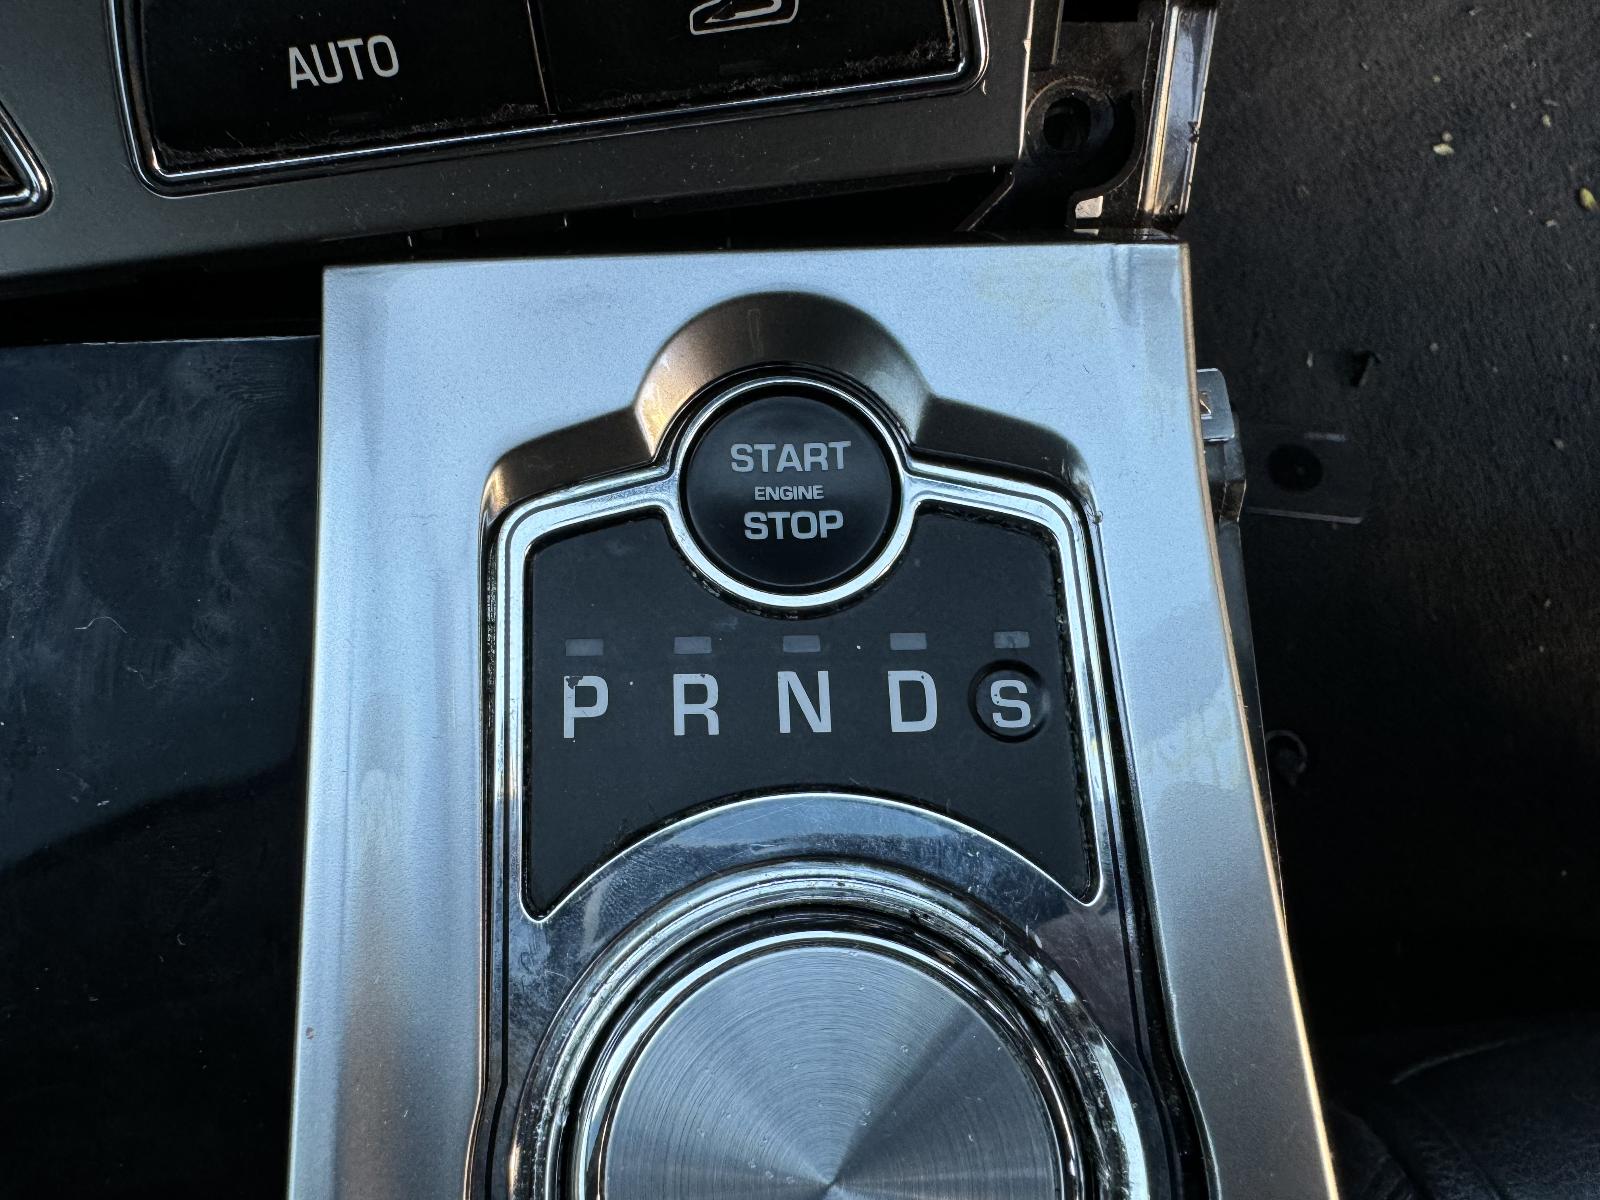 AUTO
START
ENGINE
STOP
P R N D S